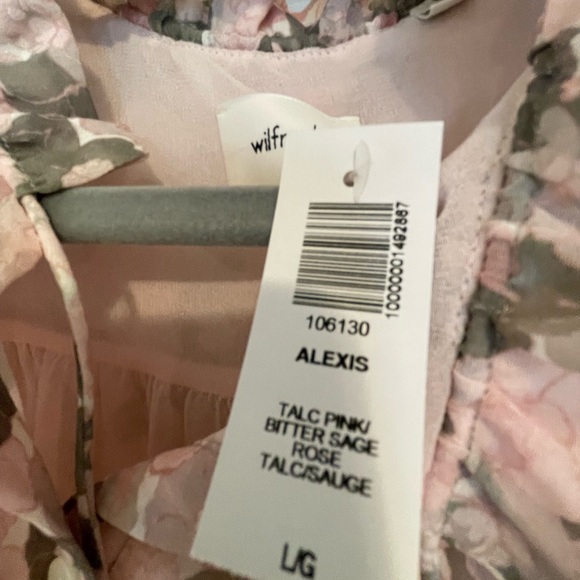 wilfr
10000001492887
106130
ALEXIS
TALC PINK/
BITTER SAGE
ROSE
TALC/SAUGE
L/G